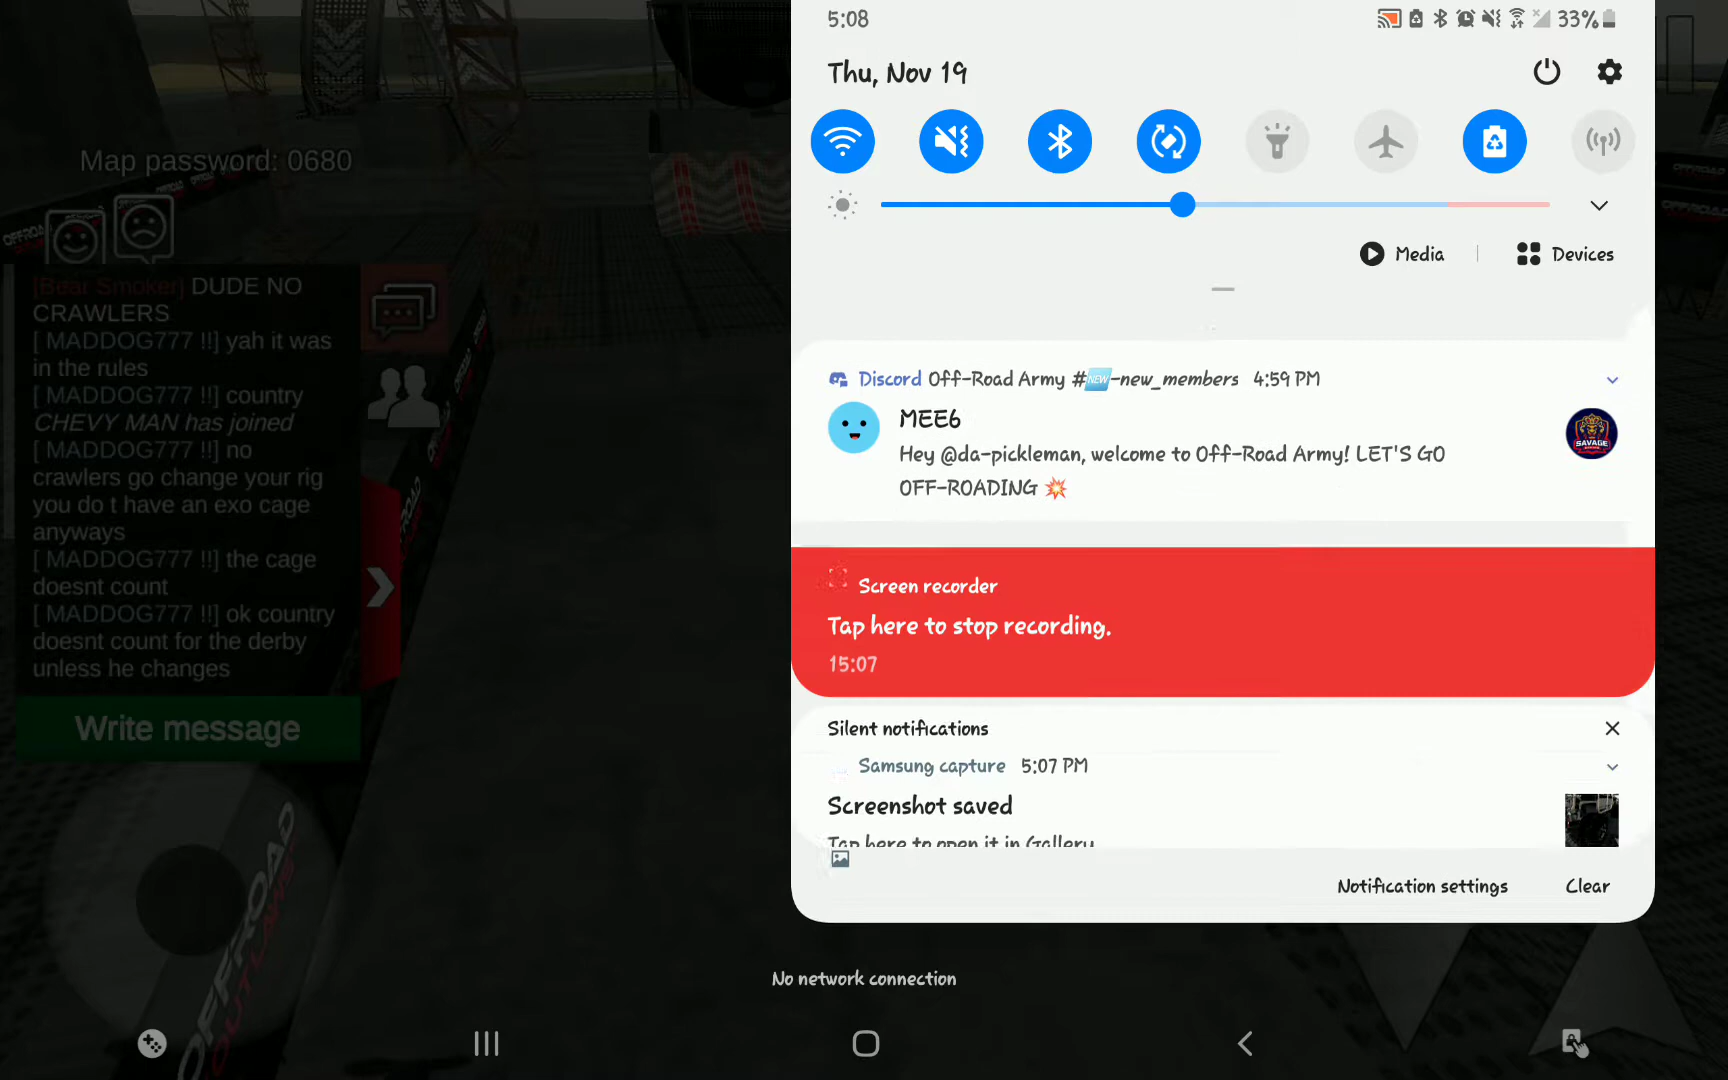 5:08
33%
Thu, Nov 19
Media
Devices
Discord Off-Road Army #🆕-new_members 4:59 PM
MEE6
Hey @da-pickleman, welcome to Off-Road Army! LET'S GO
OFF-ROADING 💥
SAVAGE
Screen recorder
Tap here to stop recording.
15:07
Silent notifications
Samsung capture 5:07 PM
Screenshot saved
Tap here to open it in Gallery
Notification settings
Clear
No network connection
Map password: 0680
[Bear Smoker] DUDE NO
CRAWLERS
[ MADDOG777 !!] yah it was
in the rules
[ MADDOG777 !!] country
CHEVY MAN has joined
[ MADDOG777 !!] no
crawlers go change your rig
you do t have an exo cage
anyways
[ MADDOG777 !!] the cage
doesnt count
[ MADDOG777 !!] ok country
doesnt count for the derby
unless he changes
Write message
OFFROAD
OUTLAWS
OFFROAD